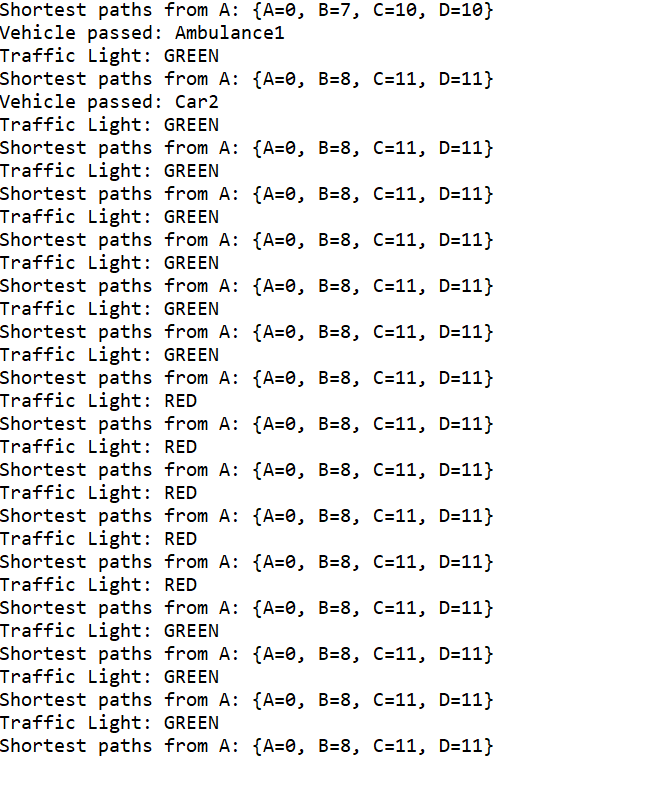 Shortest paths from A: {A=0, B=7, C=10, D=10}
Vehicle passed: Ambulance1
Traffic Light: GREEN
Shortest paths from A: {A=0, B=8, C=11, D=11}
Vehicle passed: Car2
Traffic Light: GREEN
Shortest paths from A: {A=0, B=8, C=11, D=11}
Traffic Light: GREEN
Shortest paths from A: {A=0, B=8, C=11, D=11}
Traffic Light: GREEN
Shortest paths from A: {A=0, B=8, C=11, D=11}
Traffic Light: GREEN
Shortest paths from A: {A=0, B=8, C=11, D=11}
Traffic Light: GREEN
Shortest paths from A: {A=0, B=8, C=11, D=11}
Traffic Light: GREEN
Shortest paths from A: {A=0, B=8, C=11, D=11}
Traffic Light: RED
Shortest paths from A: {A=0, B=8, C=11, D=11}
Traffic Light: RED
Shortest paths from A: {A=0, B=8, C=11, D=11}
Traffic Light: RED
Shortest paths from A: {A=0, B=8, C=11, D=11}
Traffic Light: RED
Shortest paths from A: {A=0, B=8, C=11, D=11}
Traffic Light: RED
Shortest paths from A: {A=0, B=8, C=11, D=11}
Traffic Light: GREEN
Shortest paths from A: {A=0, B=8, C=11, D=11}
Traffic Light: GREEN
Shortest paths from A: {A=0, B=8, C=11, D=11}
Traffic Light: GREEN
Shortest paths from A: {A=0, B=8, C=11, D=11}